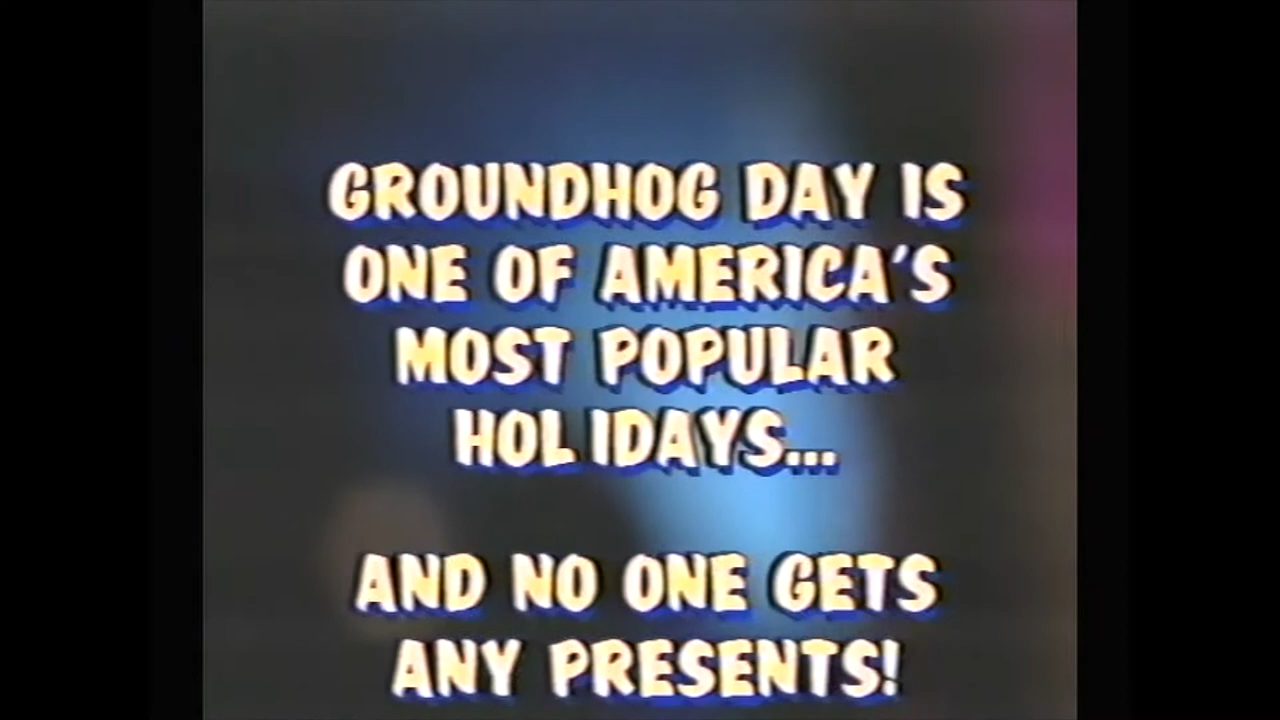 GROUNDHOG DAY IS
ONE OF AMERICA'S
MOST POPULAR
HOLIDAYS...
AND NO ONE GETS
ANY PRESENTS!